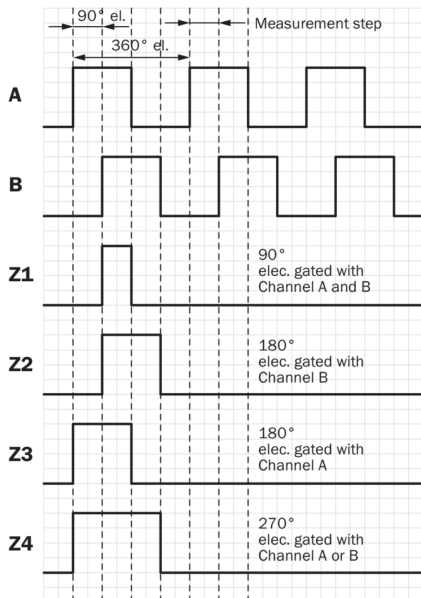 90° el.
Measurement step
360° el.
A
B
Z1
90°
elec. gated with
Channel A and B
Z2
180°
elec. gated with
Channel B
Z3
180°
elec. gated with
Channel A
Z4
270°
elec. gated with
Channel A or B